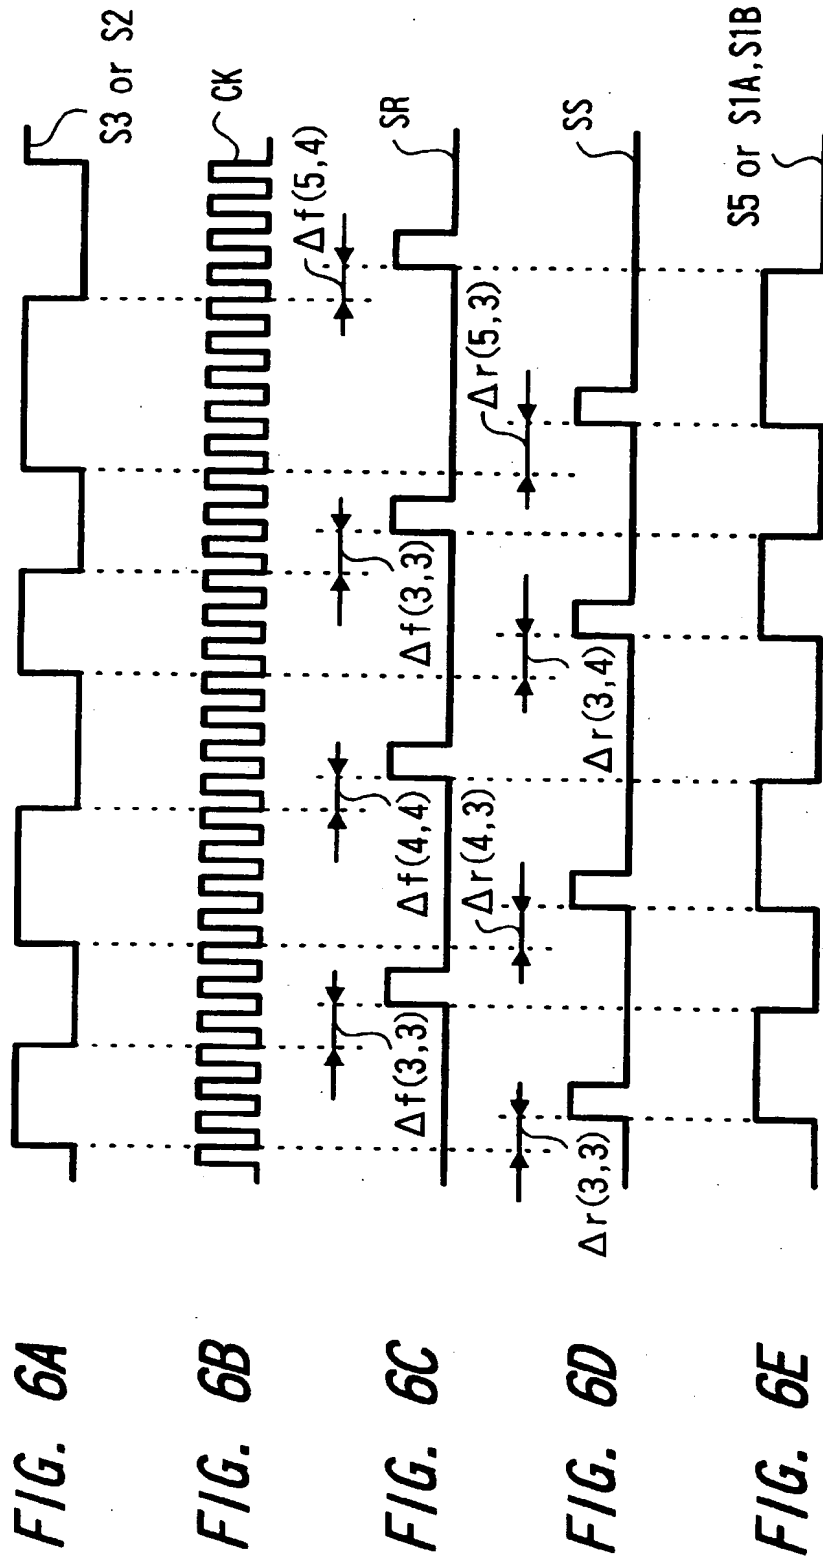 FIG. 6A
S3 or S2
FIG. 6B
CK
FIG. 6C
Δf(3,3)
Δf(4,4)
Δf(3,3)
Δf(5,4)
SR
FIG. 6D
Δr(3,3)
Δr(4,3)
Δr(3,4)
Δr(5,3)
SS
FIG. 6E
S5 or S1A,S1B